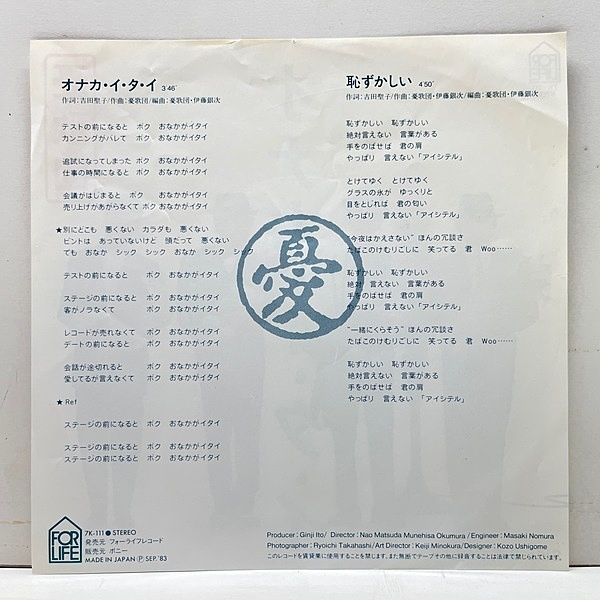 オナカ・イ・タ・イ 3'46"
作詞:吉田聖子/作曲:憂歌団/編曲:憂歌団・伊藤銀次
テストの前になると ボク おなかがイタイ
カンニングがバレて ボク おなかがイタイ
追試になってしまった ボク おなかがイタイ
仕事の時間になると ボク おなかがイタイ
会議がはじまると ボク おなかがイタイ
売り上げがあがらなくて ボク おなかがイタイ
★別にどこも 悪くない カラダも 悪くない
ピントは あっていないけど 頭だって 悪くない
でも おなか シック シック おなか シック シック
テストの前になると ボク おなかがイタイ
ステージの前になると ボク おなかがイタイ
客がノラなくて ボク おなかがイタイ
レコードが売れなくて ボク おなかがイタイ
デートの前になると ボク おなかがイタイ
会話が途切れると ボク おなかがイタイ
愛してるが言えなくて ボク おなかがイタイ
★ Ref
ステージの前になると ボク おなかがイタイ
ステージの前になると ボク おなかがイタイ
ステージの前になると ボク おなかがイタイ
恥ずかしい 4'50"
作詞:吉田聖子/作曲:憂歌団・伊藤銀次/編曲:憂歌団・伊藤銀次
恥ずかしい 恥ずかしい
絶対言えない 言葉がある
手をのばせば 君の肩
やっぱり 言えない「アイシテル」
とけてゆく とけてゆく
グラスの氷が ゆっくりと
目をとじれば 君の匂い
やっぱり 言えない「アイシテル」
“今夜はかえさない”ほんの冗談さ
たばこのけむりごしに 笑ってる 君 Woo……
恥ずかしい 恥ずかしい
絶対 言えない 言葉がある
手をのばせば 君の肩
やっぱり 言えない「アイシテル」
“一緒にくらそう”ほんの冗談さ
たばこのけむりごしに 笑ってる 君 Woo……
恥ずかしい 恥ずかしい
絶対 言えない 言葉がある
手をのばせば 君の肩
やっぱり 言えない 「アイシテル」
憂
FOR LIFE
7K-111● STEREO
発売元 フォーライフレコード
販売元 ポニー
MADE IN JAPAN Ⓟ SEP.'83
Producer : Ginji Ito/ Director : Nao Matsuda Munehisa Okumura /Engineer : Masaki Nomura
Photographer : Ryoichi Takahashi/Art Director : Keiji Minokura/Designer : Kozo Ushigome
このレコードを賃貸業に使用することを禁じます。また無断でテープその他に録音することは法律で禁じられています。